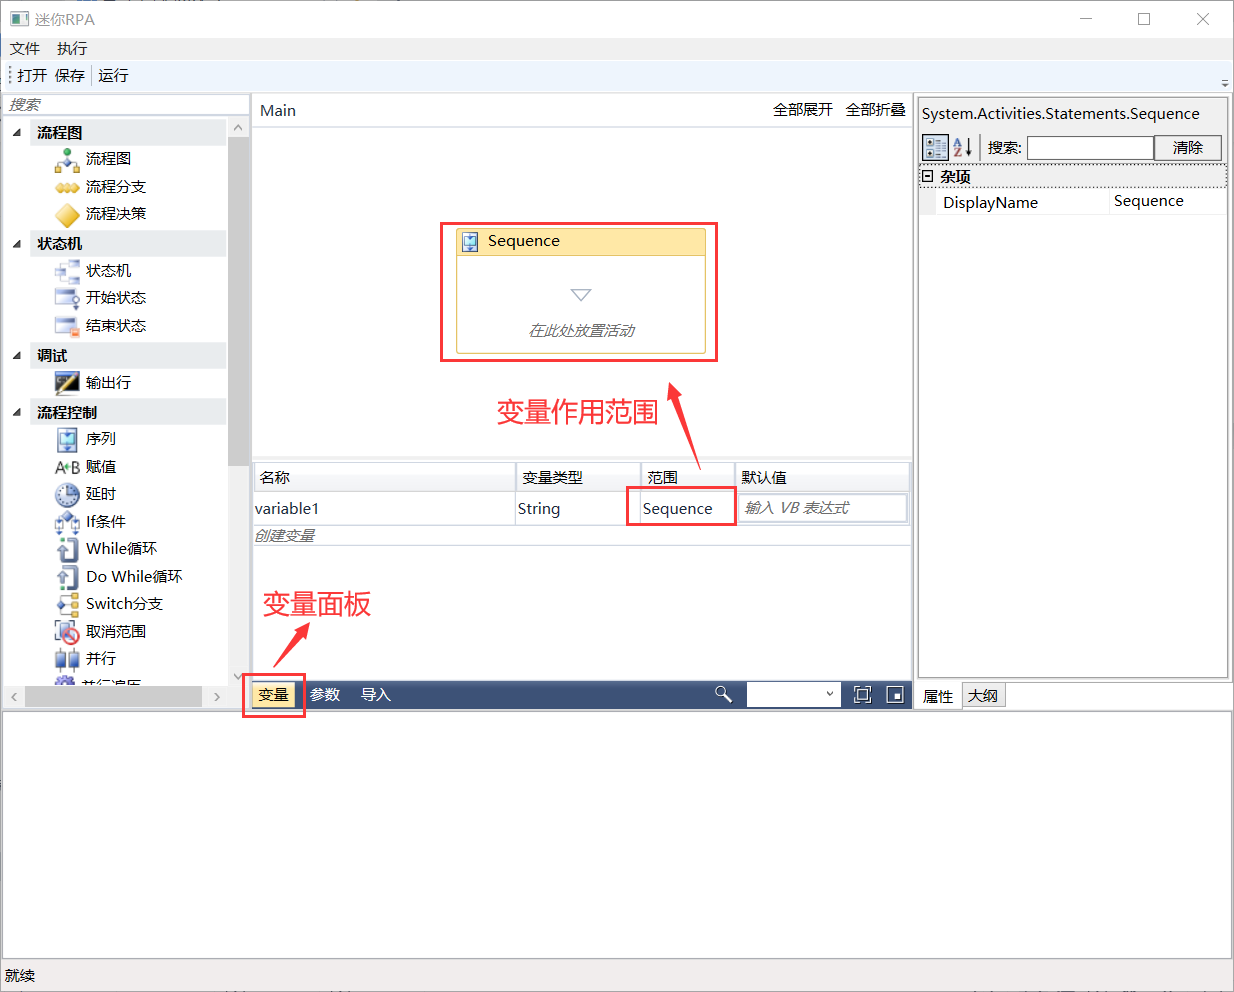 迷你RPA
文件 执行
打开 保存 运行
搜索
流程图
流程图
流程分支
流程决策
状态机
状态机
开始状态
结束状态
调试
输出行
流程控制
序列
A+B 赋值
延时
If条件
While循环
Do While循环
Switch分支
取消范围
并行
并行遍历
Main 全部展开 全部折叠
Sequence
在此处放置活动
变量作用范围
名称 变量类型 范围 默认值
variable1 String Sequence 输入 VB 表达式
创建变量
变量面板
变量 参数 导入
System.Activities.Statements.Sequence
搜索: 清除
杂项
DisplayName Sequence
属性 大纲
就续